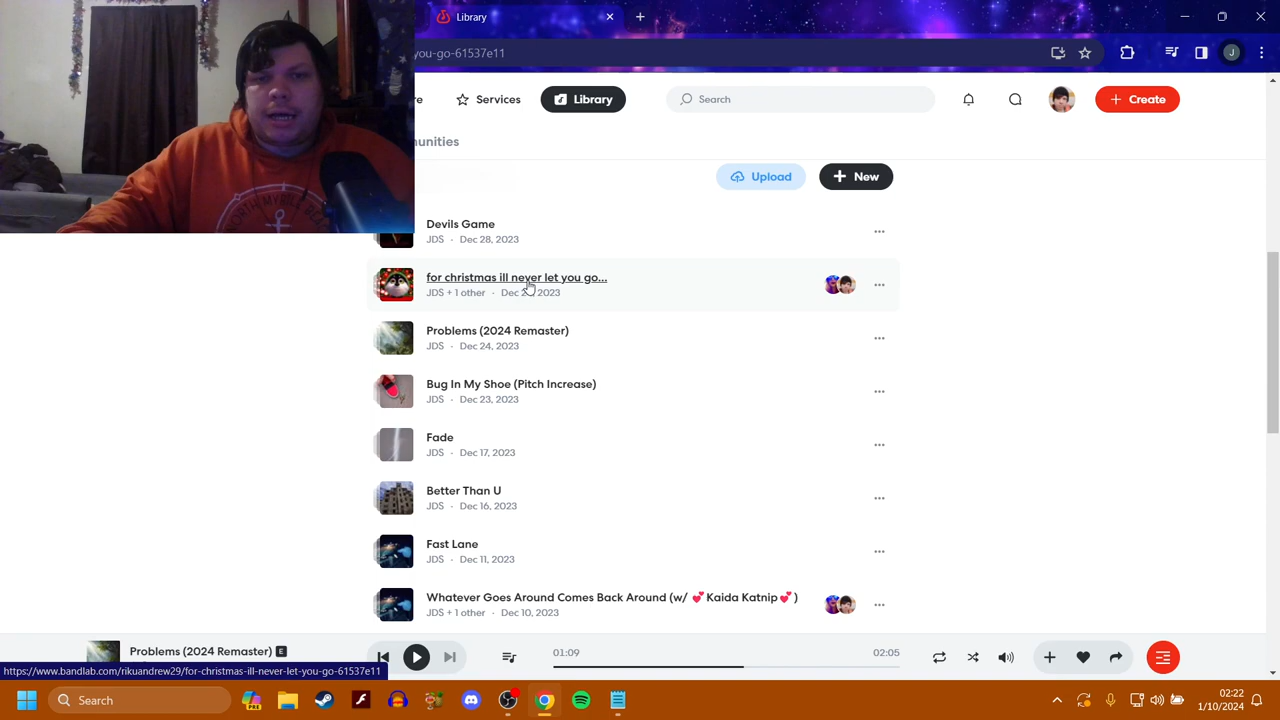 Library
you-go-61537e11
J
re
Services
Library
Search
Create
unities
Upload
New
Devils Game
JDS · Dec 28, 2023
for christmas ill never let you go...
JDS + 1 other · Dec 2 2023
Problems (2024 Remaster)
JDS · Dec 24, 2023
Bug In My Shoe (Pitch Increase)
JDS · Dec 23, 2023
Fade
JDS · Dec 17, 2023
Better Than U
JDS · Dec 16, 2023
Fast Lane
JDS · Dec 11, 2023
Whatever Goes Around Comes Back Around (w/ 💕 Kaida Katnip💕 )
JDS + 1 other · Dec 10, 2023
Problems (2024 Remaster) E
01:09
02:05
https://www.bandlab.com/rikuandrew29/for-christmas-ill-never-let-you-go-61537e11
Search
PRE
02:22
1/10/2024